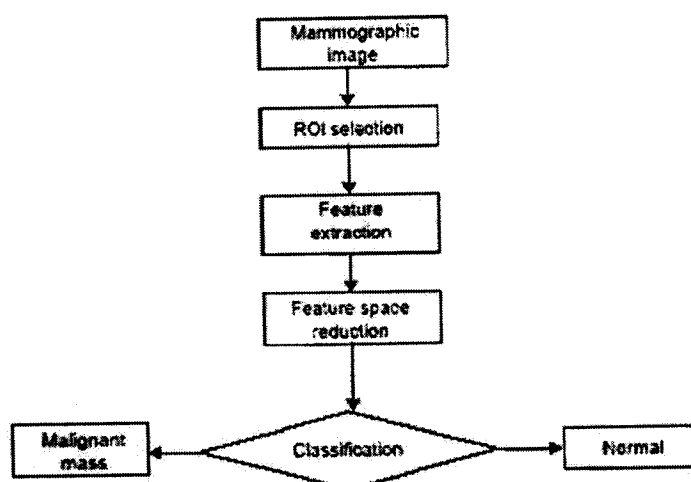 Mammographic
image
ROI selection
Feature
extraction
Feature space
reduction
Classification
Malignant
mass
Normal